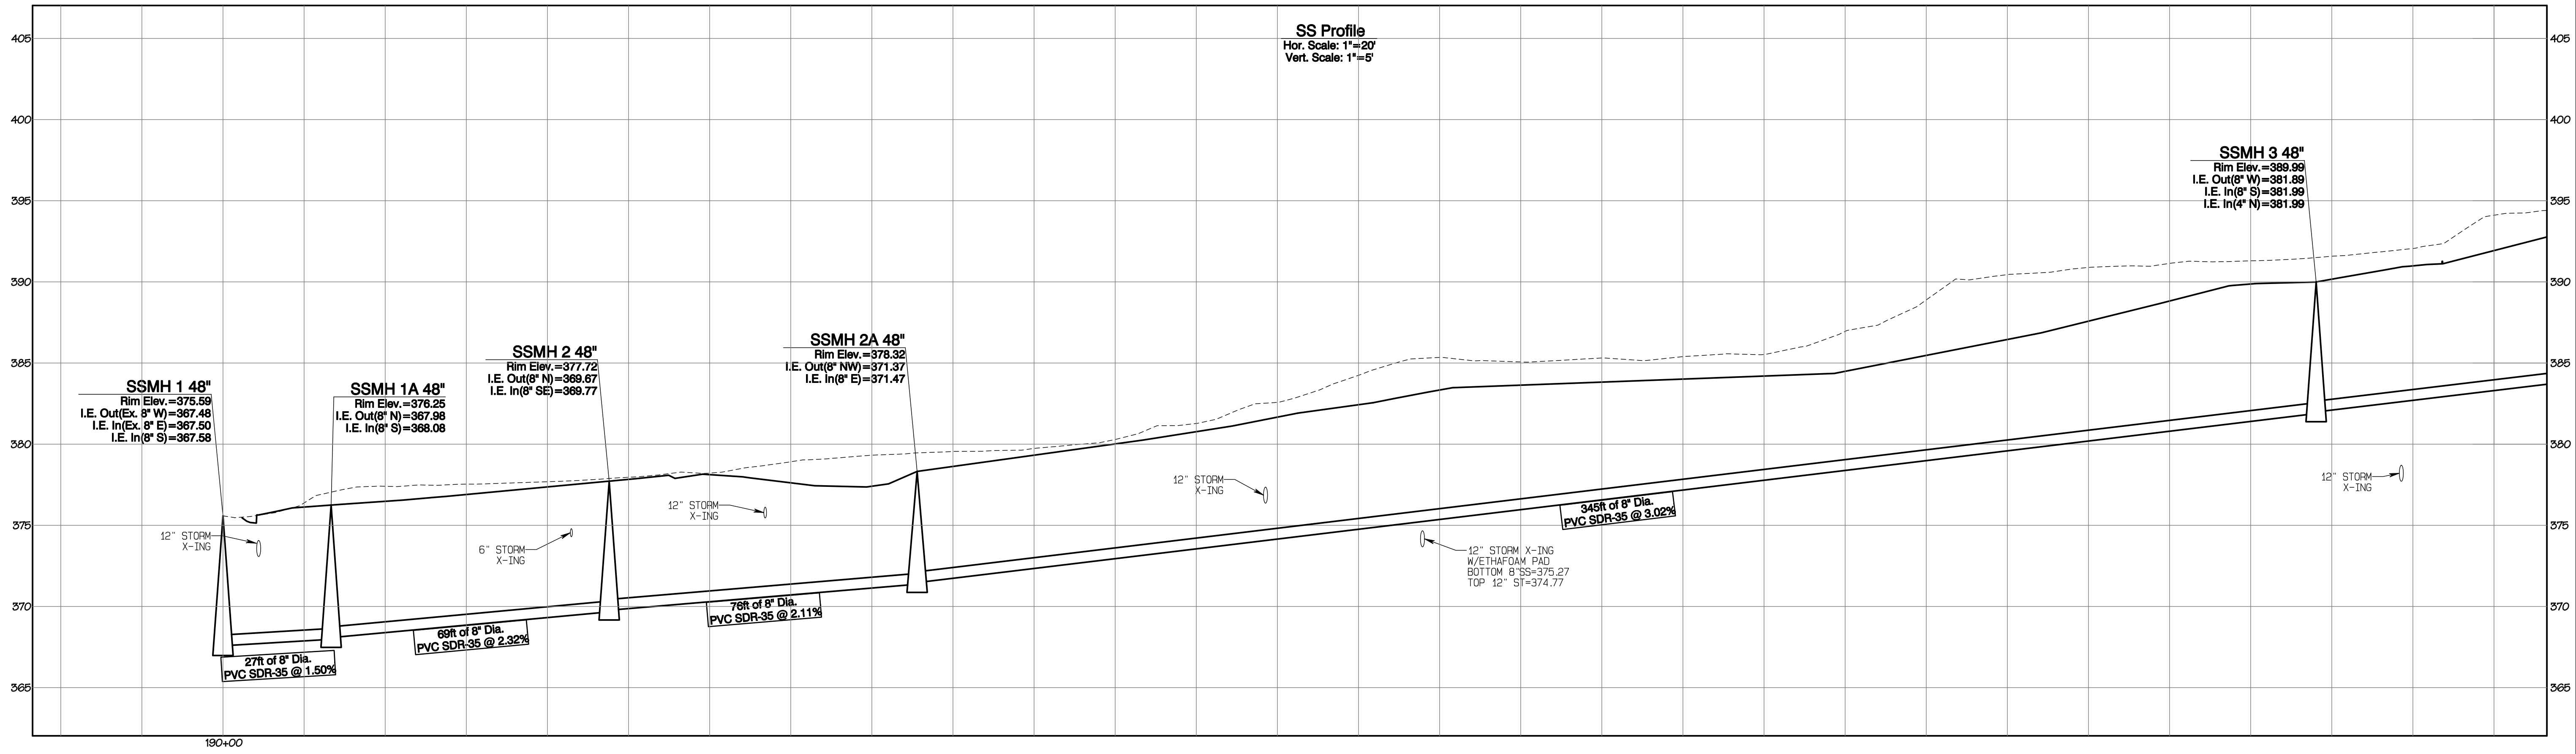 SS Profile
Hor. Scale: 1"=20'
Vert. Scale: 1"=5'
405
405
400
400
395
395
390
390
385
385
380
380
375
375
370
370
365
365
SSMH 1 48"
Rim Elev.=375.59
I.E. Out(Ex. 8" W)=367.48
I.E. In(Ex. 8" E)=367.50
I.E. In(8" S)=367.58
SSMH 1A 48"
Rim Elev.=376.25
I.E. Out(8" N)=367.98
I.E. In(8" S)=368.08
SSMH 2 48"
Rim Elev.=377.72
I.E. Out(8" N)=369.67
I.E. In(8" SE)=369.77
SSMH 2A 48"
Rim Elev.=378.32
I.E. Out(8" NW)=371.37
I.E. In(8" E)=371.47
SSMH 3 48"
Rim Elev.=389.99
I.E. Out(8" W)=381.89
I.E. In(8" S)=381.99
I.E. In(4" N)=381.99
12" STORM
X-ING
6" STORM
X-ING
12" STORM
X-ING
12" STORM
X-ING
12" STORM X-ING
W/ETHAFOAM PAD
BOTTOM 8"SS=375.27
TOP 12" ST=374.77
12" STORM
X-ING
27ft of 8" Dia.
PVC SDR-35 @ 1.50%
69ft of 8" Dia.
PVC SDR-35 @ 2.32%
76ft of 8" Dia.
PVC SDR-35 @ 2.11%
345ft of 8" Dia.
PVC SDR-35 @ 3.02%
190+00